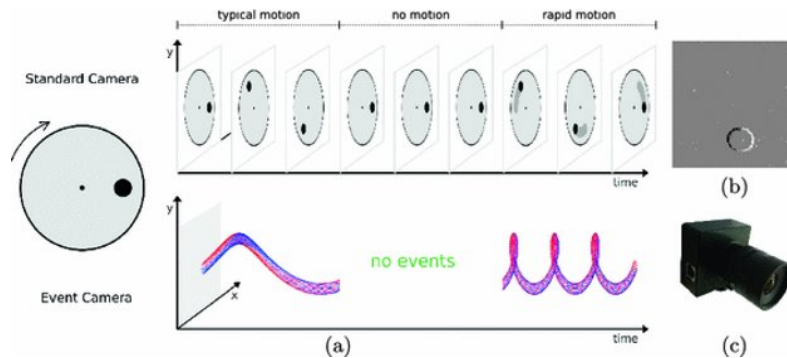 typical motion
no motion
rapid motion
y
Standard Camera
time
(b)
y
no events
x
Event Camera
time
(a)
(c)